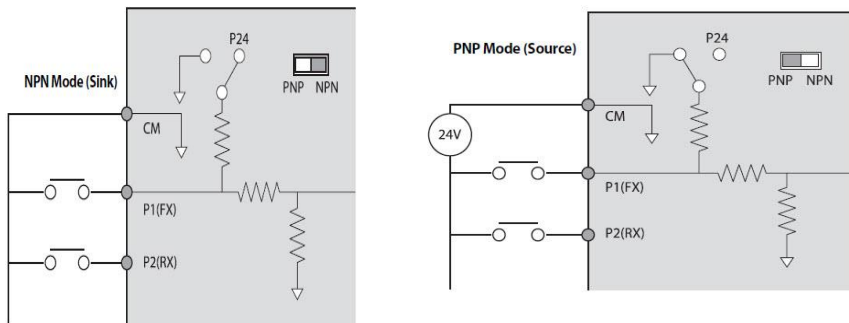 P24
PNP NPN
NPN Mode (Sink)
CM
P1(FX)
P2(RX)
P24
PNP Mode (Source)
PNP NPN
CM
24V
P1(FX)
P2(RX)